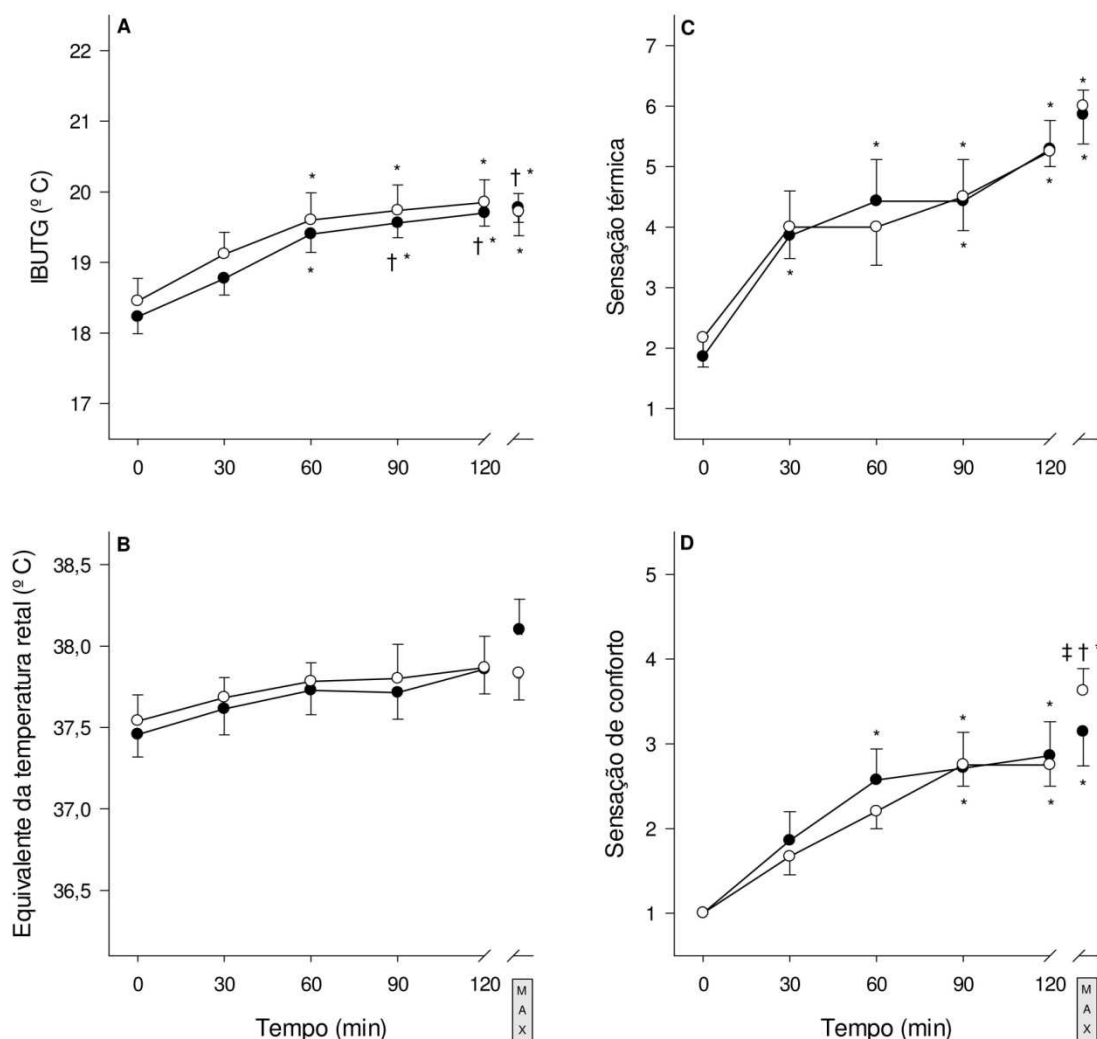 A
IBUTG (º C)
22
21
20
19
18
17
* * * † *
* † * † * *
0 30 60 90 120
C
Sensação térmica
7
6
5
4
3
2
1
* * * *
* * * *
0 30 60 90 120
B
Equivalente da temperatura retal (º C)
38,5
38,0
37,5
37,0
36,5
0 30 60 90 120
Tempo (min)
M
A
X
D
Sensação de conforto
5
4
3
2
1
* * * ‡ † *
* * *
0 30 60 90 120
Tempo (min)
M
A
X